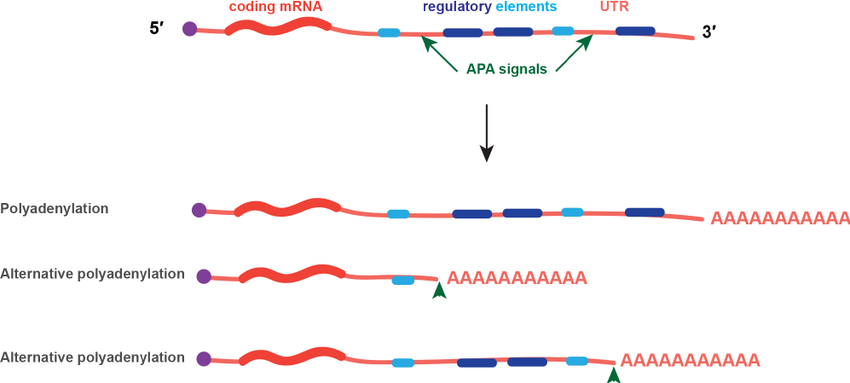 coding mRNA regulatory elements UTR
5′ 3′
APA signals
Polyadenylation AAAAAAAAAAA
Alternative polyadenylation AAAAAAAAAAA
Alternative polyadenylation AAAAAAAAAAA